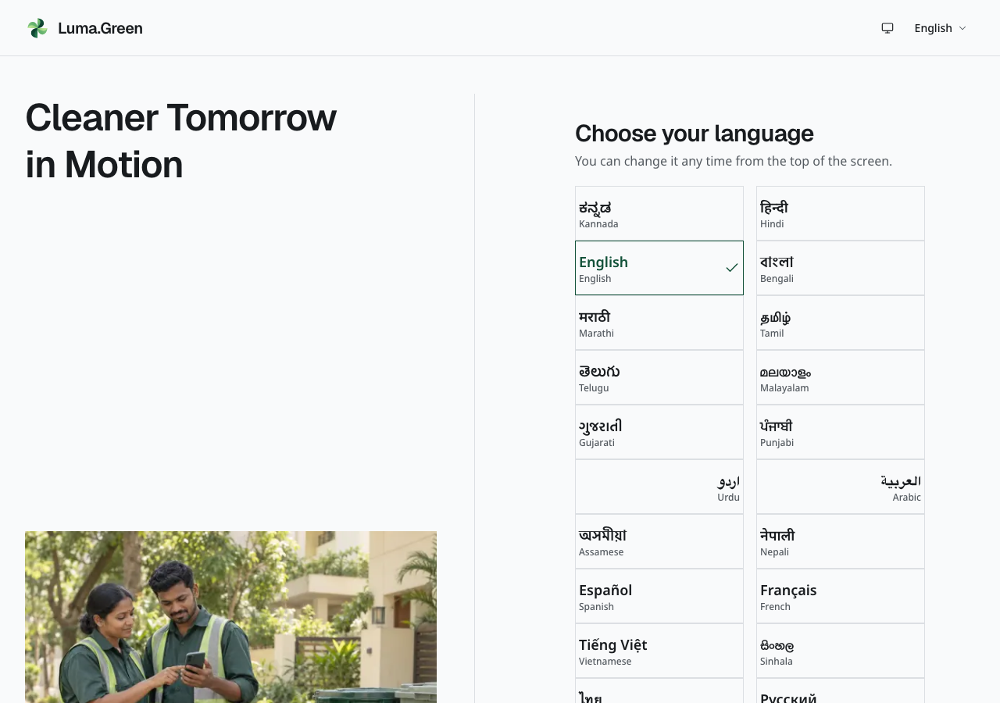 Luma.Green
English
Cleaner Tomorrow
in Motion
Choose your language
You can change it any time from the top of the screen.
ಕನ್ನಡ
Kannada
हिन्दी
Hindi
English
English
বাংলা
Bengali
मराठी
Marathi
தமிழ்
Tamil
తెలుగు
Telugu
മലയാളം
Malayalam
ગુજરાતી
Gujarati
ਪੰਜਾਬੀ
Punjabi
اردو
Urdu
العربية
Arabic
অসমীয়া
Assamese
नेपाली
Nepali
Español
Spanish
Français
French
Tiếng Việt
Vietnamese
සිංහල
Sinhala
ไทย
Русский